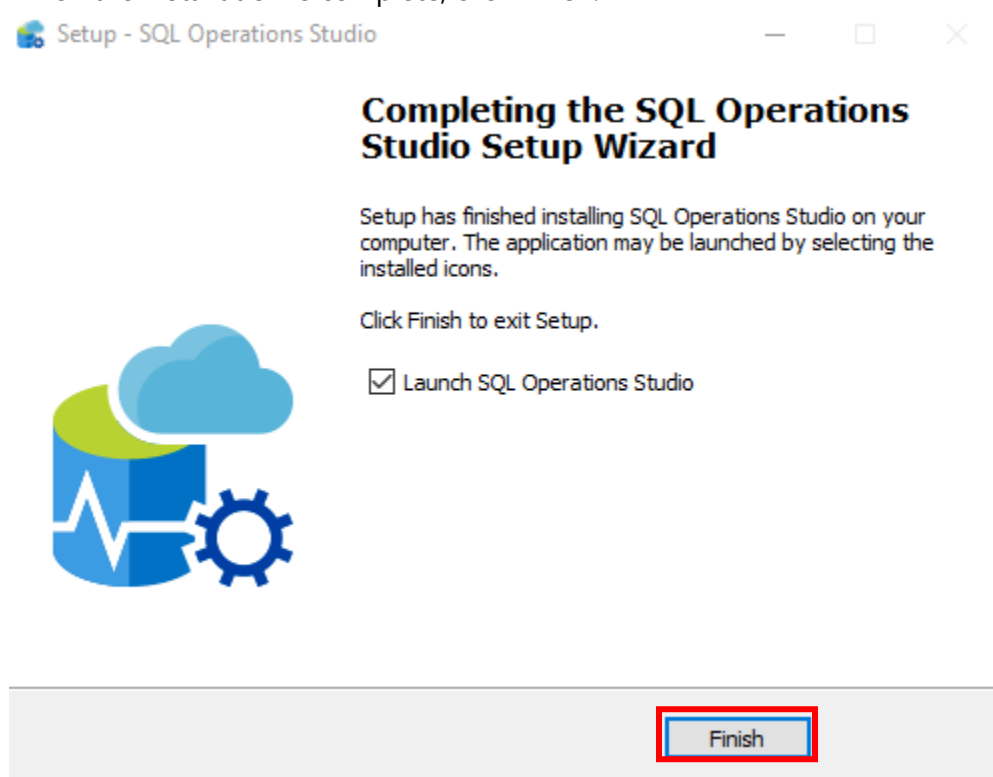 Setup - SQL Operations Studio
Completing the SQL Operations
Studio Setup Wizard
Setup has finished installing SQL Operations Studio on your
computer. The application may be launched by selecting the
installed icons.
Click Finish to exit Setup.
Launch SQL Operations Studio
Finish